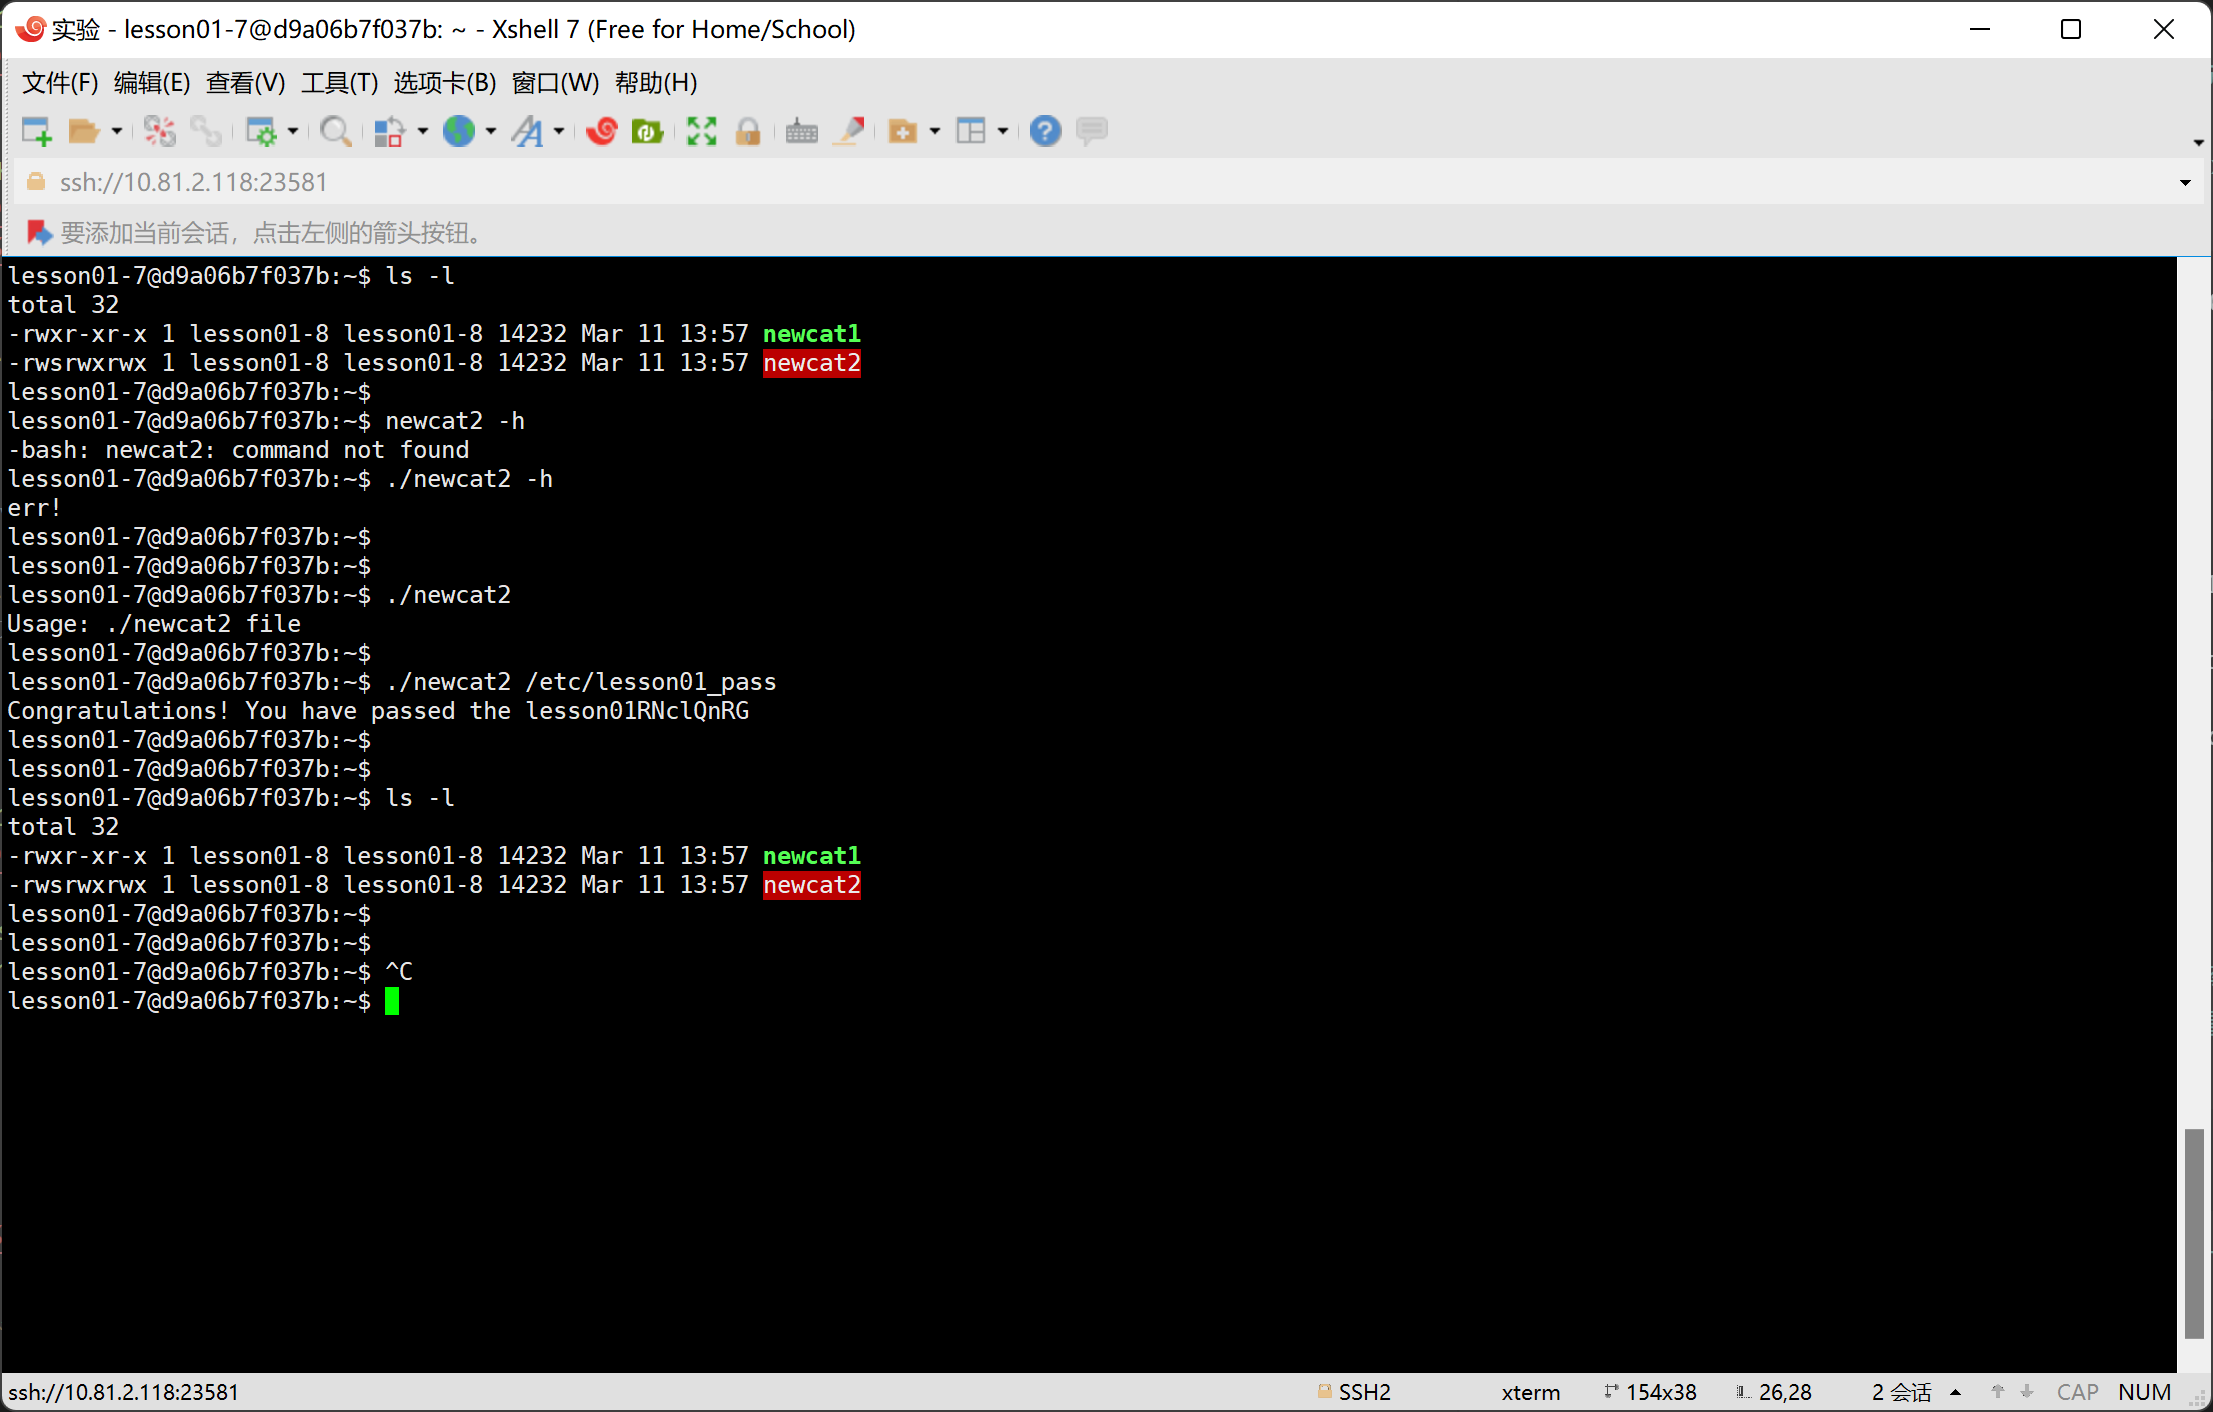 实验 - lesson01-7@d9a06b7f037b: ~ - Xshell 7 (Free for Home/School)
文件(F) 编辑(E) 查看(V) 工具(T) 选项卡(B) 窗口(W) 帮助(H)
ssh://10.81.2.118:23581
要添加当前会话，点击左侧的箭头按钮。
lesson01-7@d9a06b7f037b:~$ ls -l
total 32
-rwxr-xr-x 1 lesson01-8 lesson01-8 14232 Mar 11 13:57 newcat1
-rwsrwxrwx 1 lesson01-8 lesson01-8 14232 Mar 11 13:57 newcat2
lesson01-7@d9a06b7f037b:~$
lesson01-7@d9a06b7f037b:~$ newcat2 -h
-bash: newcat2: command not found
lesson01-7@d9a06b7f037b:~$ ./newcat2 -h
err!
lesson01-7@d9a06b7f037b:~$
lesson01-7@d9a06b7f037b:~$
lesson01-7@d9a06b7f037b:~$ ./newcat2
Usage: ./newcat2 file
lesson01-7@d9a06b7f037b:~$
lesson01-7@d9a06b7f037b:~$ ./newcat2 /etc/lesson01_pass
Congratulations! You have passed the lesson01RNclQnRG
lesson01-7@d9a06b7f037b:~$
lesson01-7@d9a06b7f037b:~$
lesson01-7@d9a06b7f037b:~$ ls -l
total 32
-rwxr-xr-x 1 lesson01-8 lesson01-8 14232 Mar 11 13:57 newcat1
-rwsrwxrwx 1 lesson01-8 lesson01-8 14232 Mar 11 13:57 newcat2
lesson01-7@d9a06b7f037b:~$
lesson01-7@d9a06b7f037b:~$
lesson01-7@d9a06b7f037b:~$ ^C
lesson01-7@d9a06b7f037b:~$
ssh://10.81.2.118:23581 SSH2 xterm 154x38 26,28 2 会话 CAP NUM